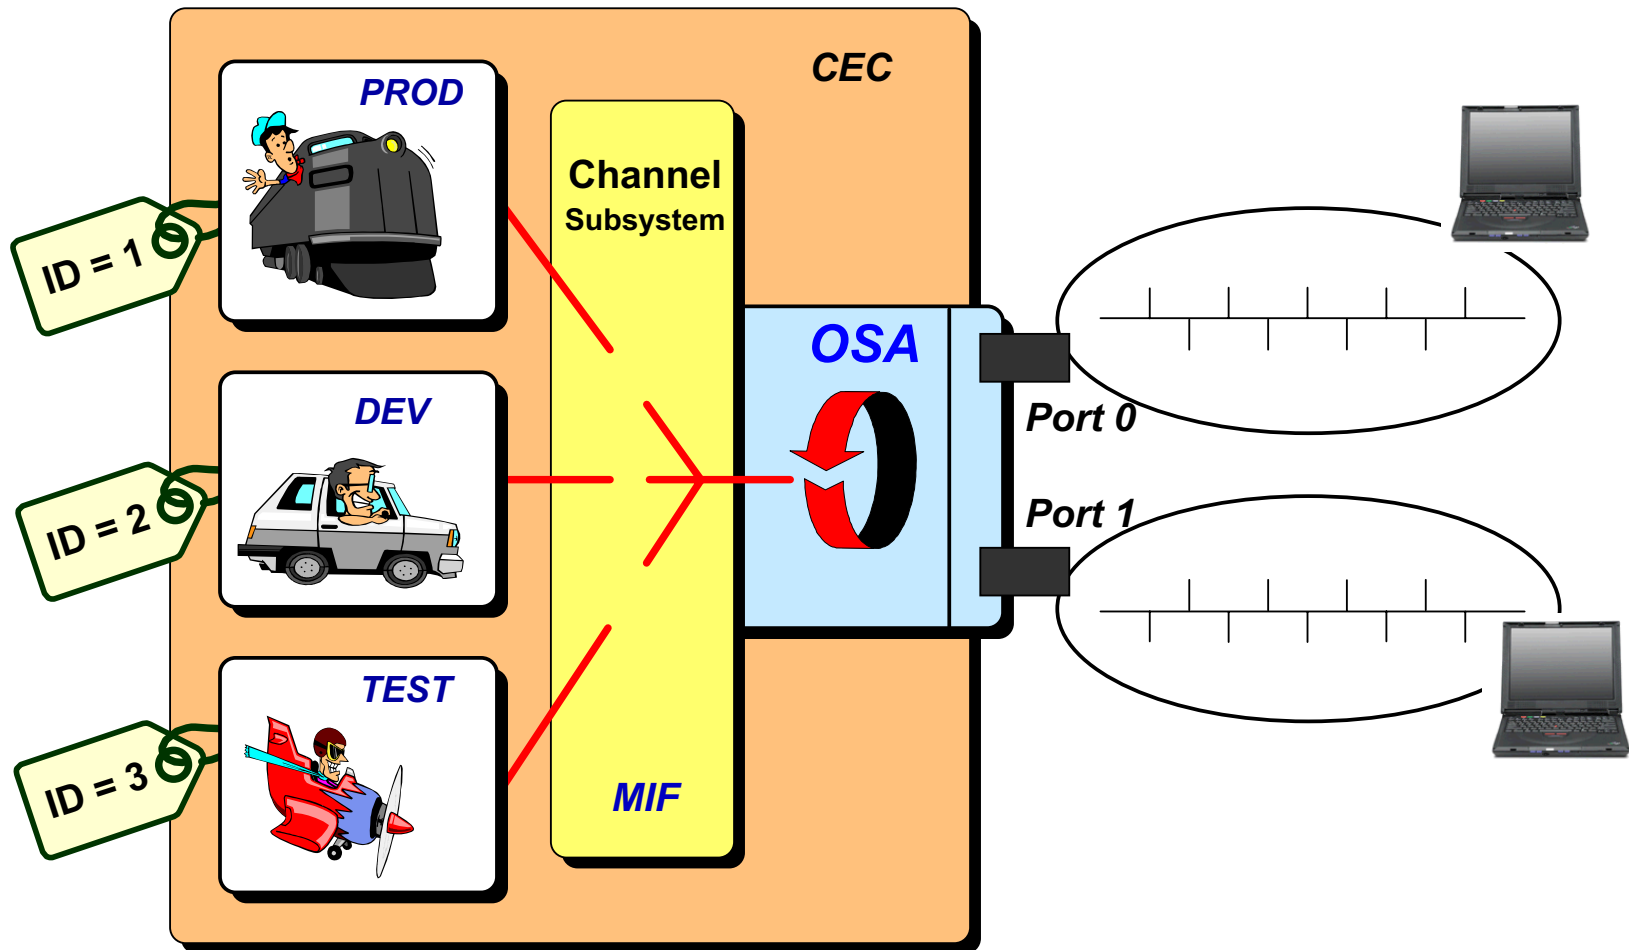 CEC
PROD
ID = 1
Channel
Subsystem
OSA
DEV
Port 0
ID = 2
Port 1
TEST
ID = 3
MIF